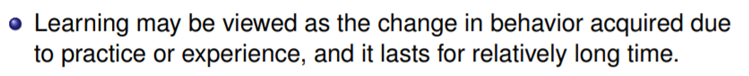 Learning may be viewed as the change in behavior acquired due
to practice or experience, and it lasts for relatively long time.